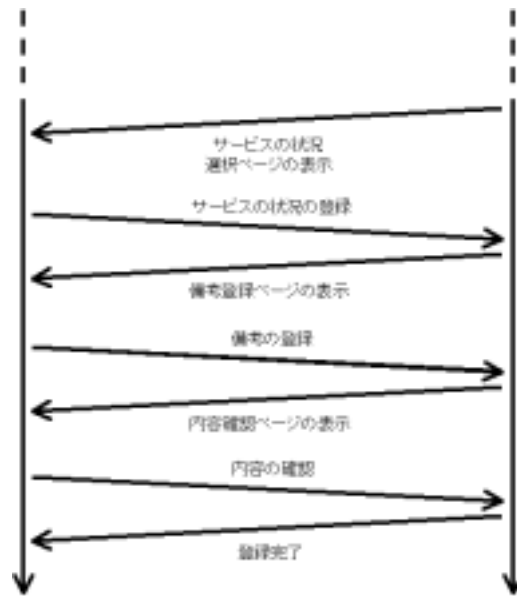 サービスの状況
選択ページの表示
サービスの状況の登録
備考登録ページの表示
備考の登録
内容確認ページの表示
内容の確認
登録完了